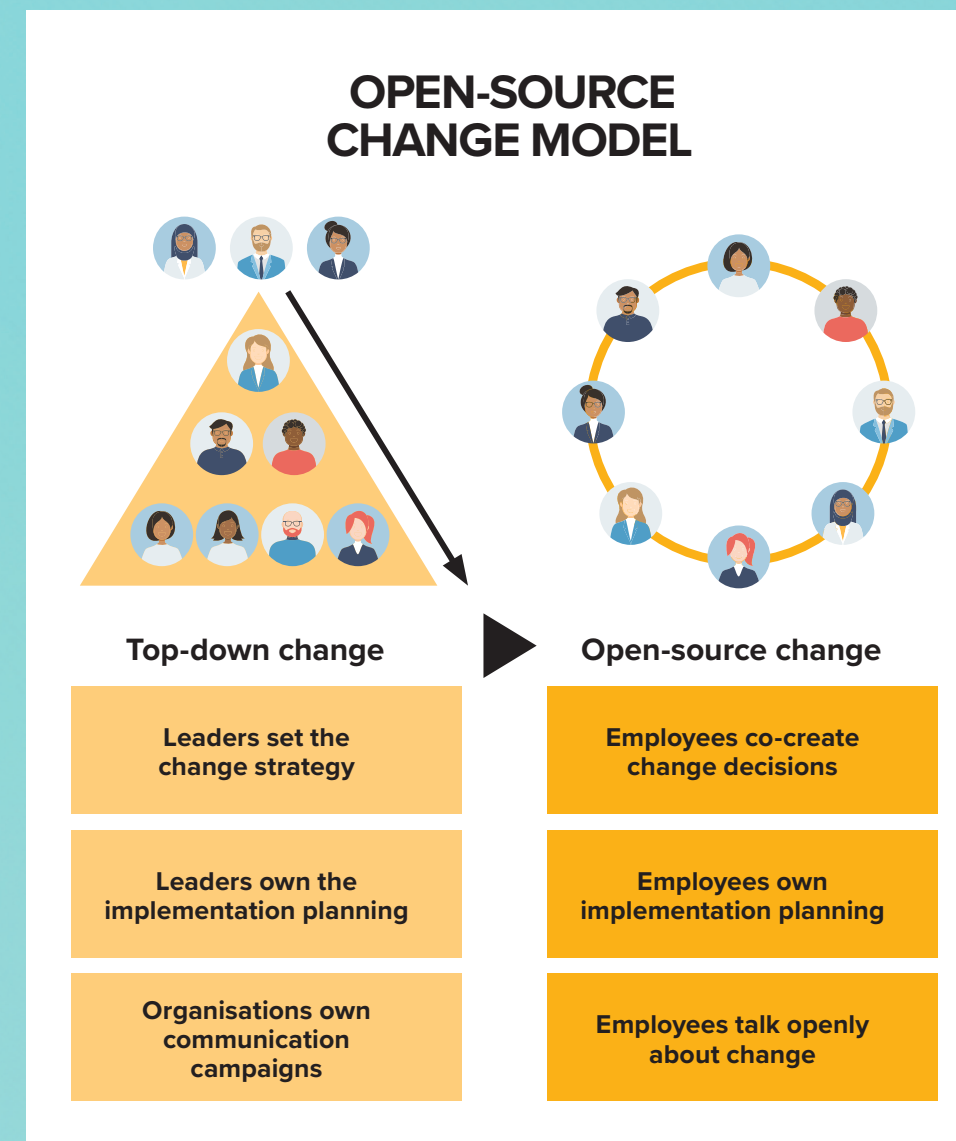 OPEN-SOURCE
CHANGE MODEL
Top-down change
Open-source change
Leaders set the
change strategy
Employees co-create
change decisions
Leaders own the
implementation planning
Employees own
implementation planning
Organisations own
communication
campaigns
Employees talk openly
about change